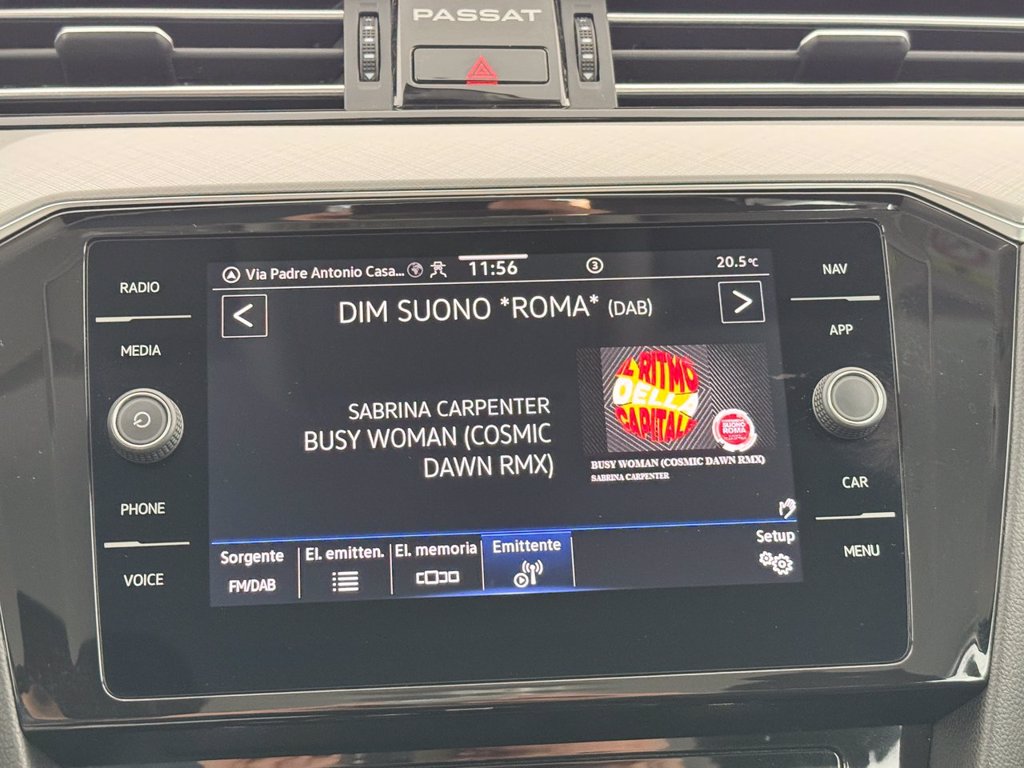 PASSAT
RADIO
MEDIA
PHONE
VOICE
Via Padre Antonio Casa...
11:56
3
20.5°C
DIM SUONO *ROMA* (DAB)
SABRINA CARPENTER
BUSY WOMAN (COSMIC
DAWN RMX)
IL RITMO
DELLA
CAPITALE
SUONO
ROMA
BUSY WOMAN (COSMIC DAWN RMX)
SABRINA CARPENTER
Sorgente
FM/DAB
El. emitten.
El. memoria
Emittente
Setup
NAV
APP
CAR
MENU